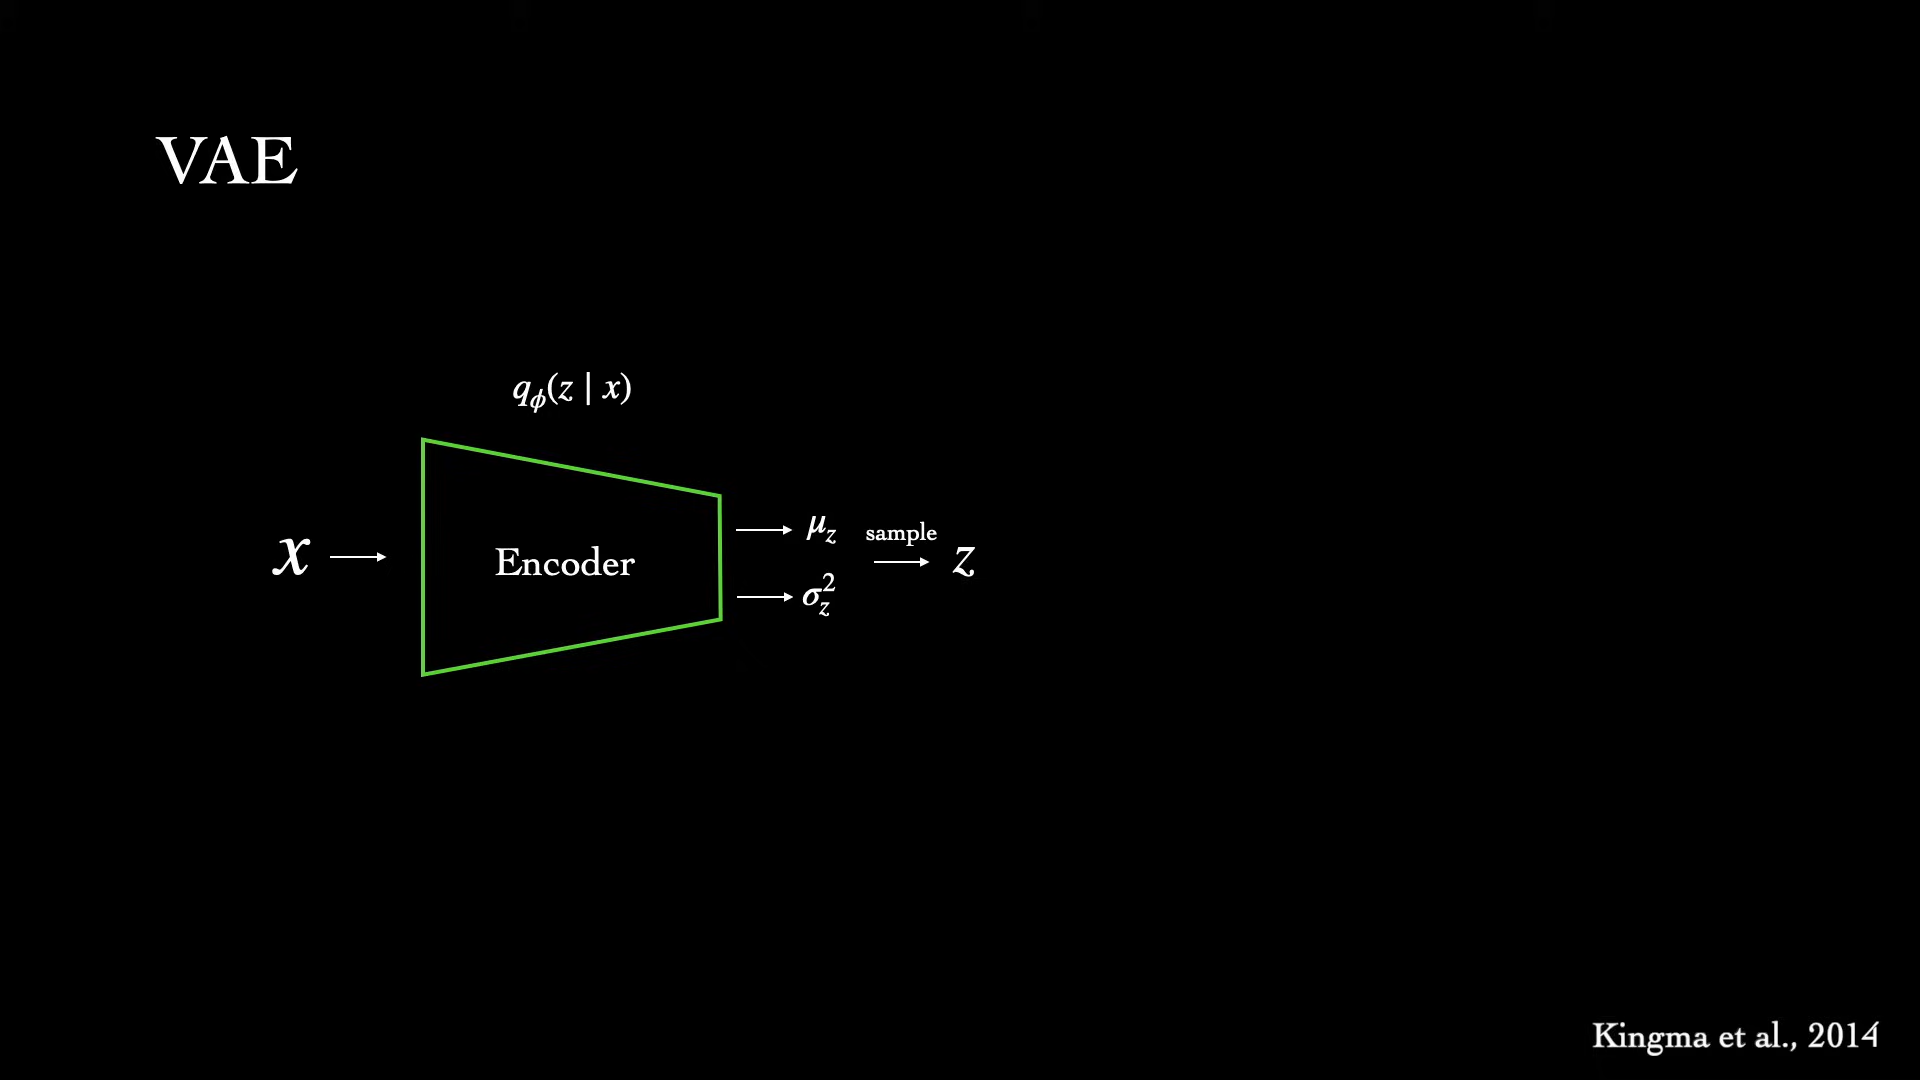 VAE
qϕ(z | x)
x
Encoder
μz
σz²
sample
z
Kingma et al., 2014